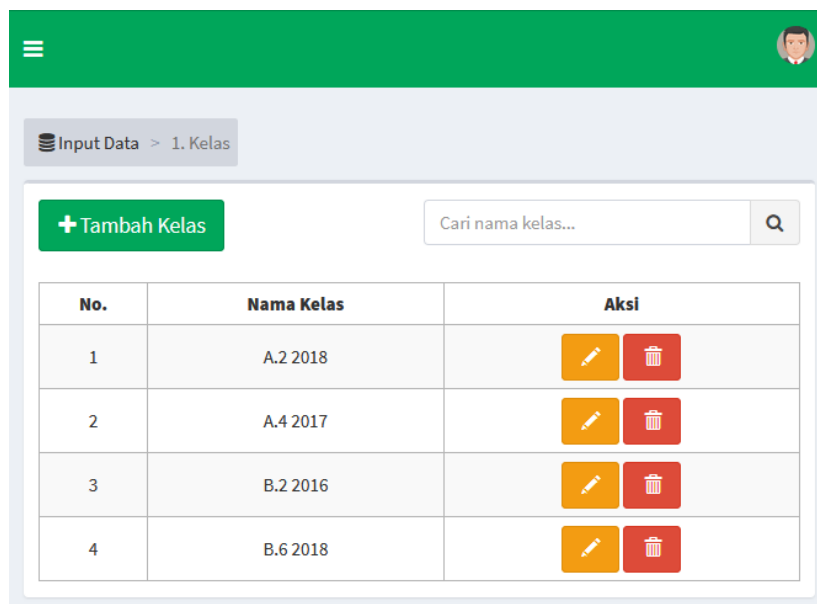 Input Data > 1. Kelas
Tambah Kelas
Cari nama kelas...
No. Nama Kelas Aksi
1 A.2 2018
2 A.4 2017
3 B.2 2016
4 B.6 2018